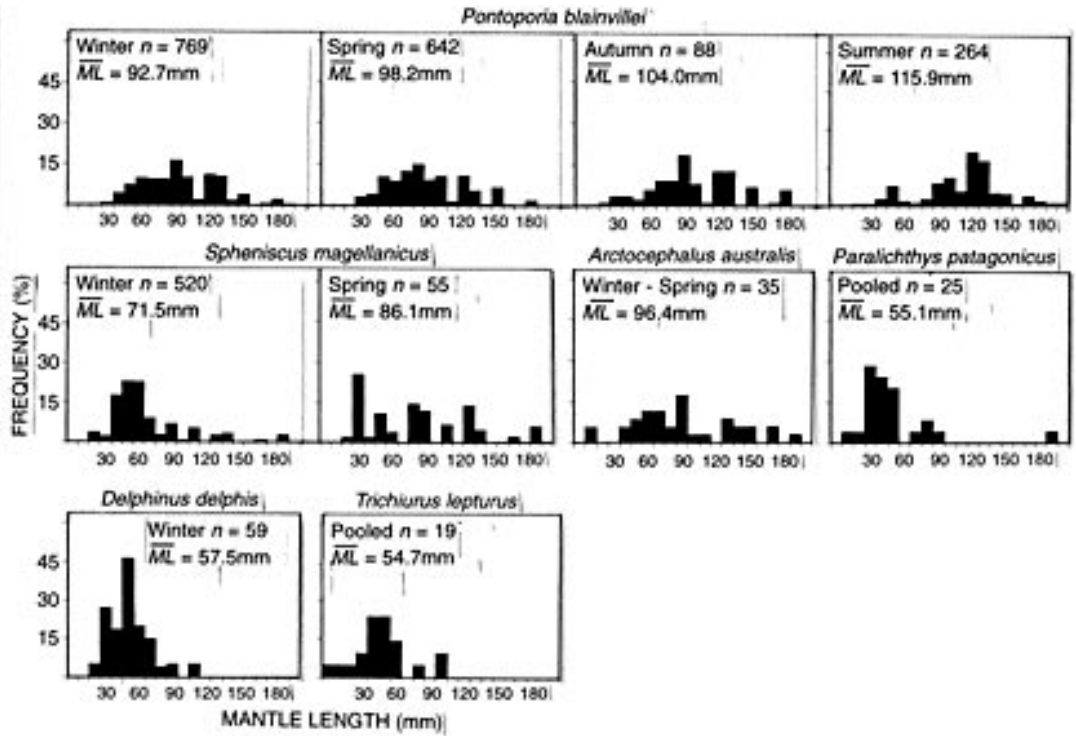 Pontoporia blainvillei
Winter n = 769
ML = 92.7mm
Spring n = 642
ML = 98.2mm
Autumn n = 88
ML = 104.0mm
Summer n = 264
ML = 115.9mm
45
30
15
30 60 90 120 150 180
30 60 90 120 150 180
30 60 90 120 150 180
30 60 90 120 150 180
Spheniscus magellanicus
Arctocephalus australis
Paralichthys patagonicus
Winter n = 520
ML = 71.5mm
Spring n = 55
ML = 86.1mm
Winter - Spring n = 35
ML = 96.4mm
Pooled n = 25
ML = 55.1mm
FREQUENCY (%)
45
30
15
30 60 90 120 150 180
30 60 90 120 150 180
30 60 90 120 150 180
30 60 90 120 150 180
Delphinus delphis
Trichiurus lepturus
Winter n = 59
ML = 57.5mm
Pooled n = 19
ML = 54.7mm
45
30
15
30 60 90 120 150 180
30 60 90 120 150 180
MANTLE LENGTH (mm)